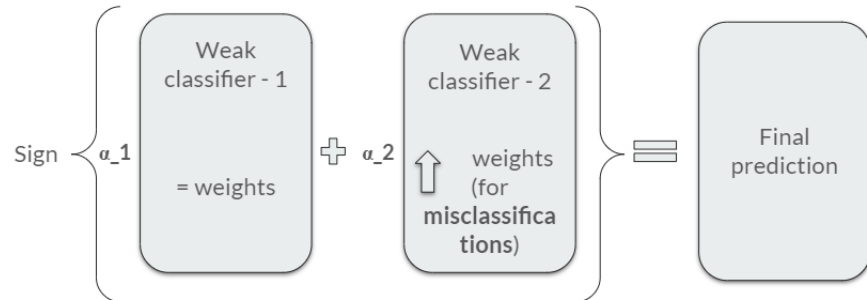 Sign
α_1
Weak
classifier - 1
= weights
α_2
Weak
classifier - 2
weights
(for
misclassifica
tions)
Final
prediction